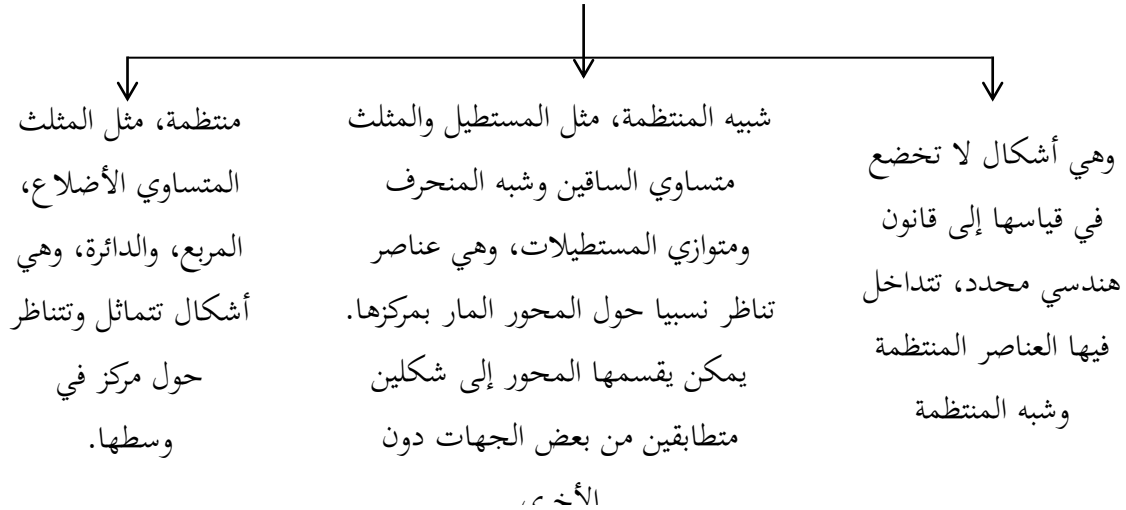 وهي أشكال لا تخضع
في قياسها إلى قانون
هندسي محدد، تتداخل
فيها العناصر المنتظمة
وشبه المنتظمة
شبيه المنتظمة، مثل المستطيل والمثلث
متساوي الساقين وشبه المنحرف
ومتوازي المستطيلات، وهي عناصر
تناظر نسبيا حول المحور المار بمركزها.
يمكن يقسمها المحور إلى شكلين
متطابقين من بعض الجهات دون
منتظمة، مثل المثلث
المتساوي الأضلاع،
المربع، والدائرة، وهي
أشكال تتماثل وتتناظر
حول مركز في
وسطها.